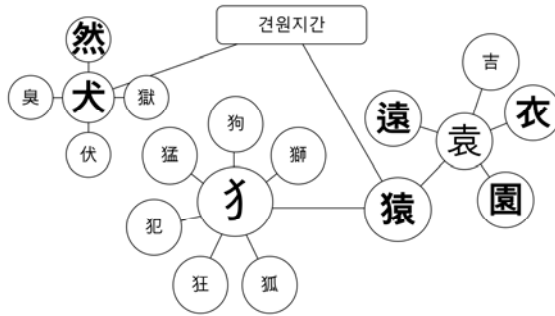 견원지간
然
臭
犬
獄
伏
狗
猛
獅
犭
犯
狂
狐
猿
遠
袁
吉
衣
園